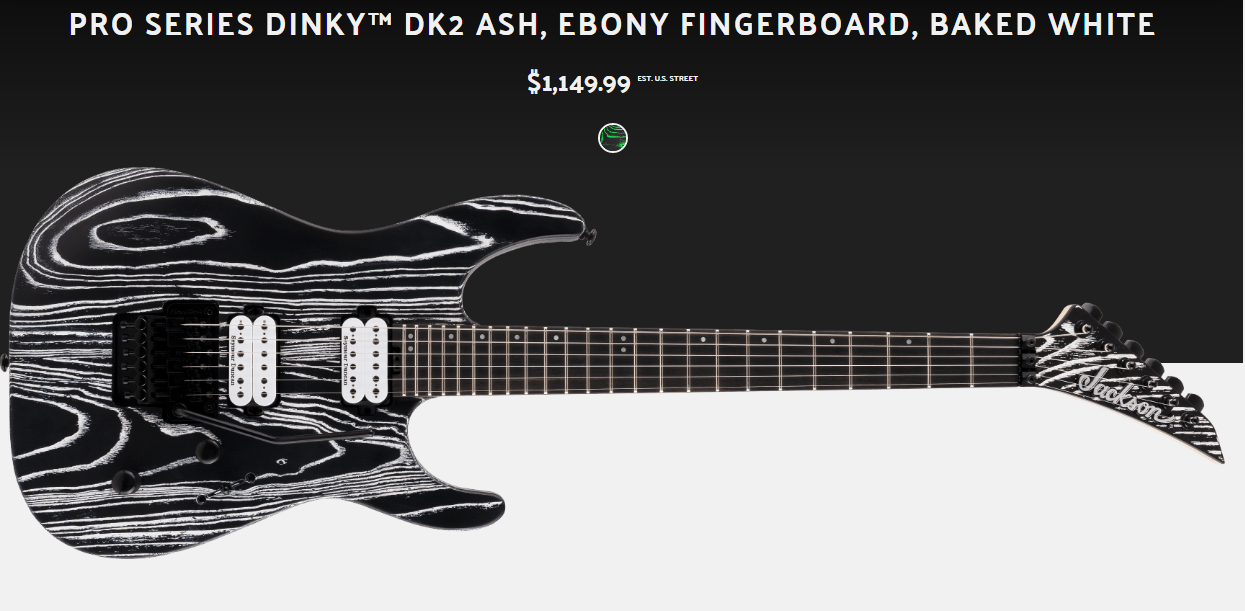 PRO SERIES DINKY™ DK2 ASH, EBONY FINGERBOARD, BAKED WHITE
$1,149.99 EST. U.S. STREET
Seymour Duncan
Seymour Duncan
Jackson